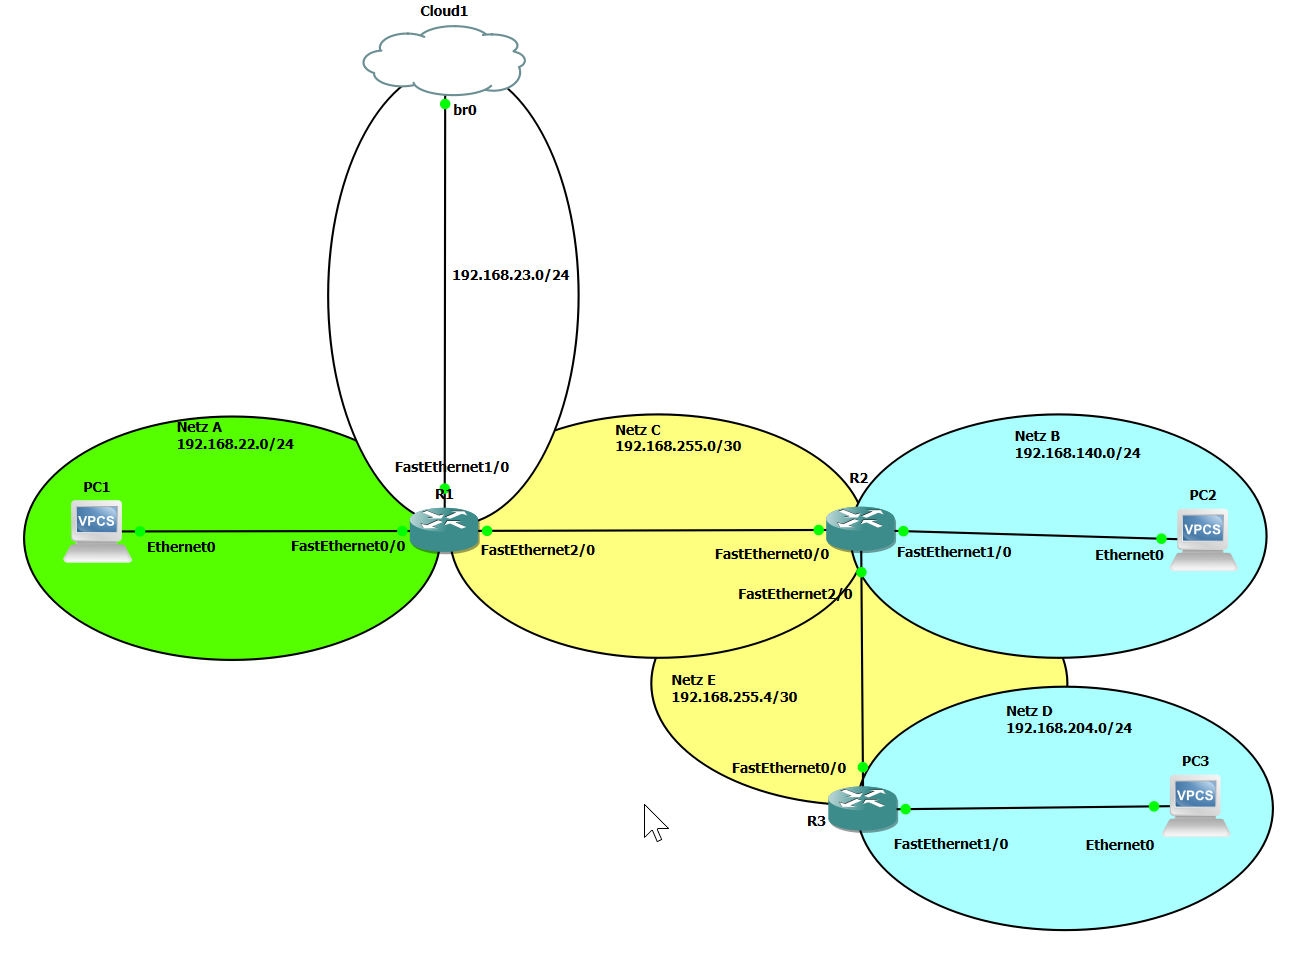 Cloud1
br0
192.168.23.0/24
Netz A
192.168.22.0/24
Netz C
192.168.255.0/30
Netz B
192.168.140.0/24
FastEthernet1/0
R1
R2
PC1
VPCS
Ethernet0
FastEthernet0/0
FastEthernet2/0
FastEthernet0/0
FastEthernet1/0
FastEthernet2/0
PC2
VPCS
Ethernet0
Netz E
192.168.255.4/30
Netz D
192.168.204.0/24
FastEthernet0/0
R3
FastEthernet1/0
PC3
VPCS
Ethernet0